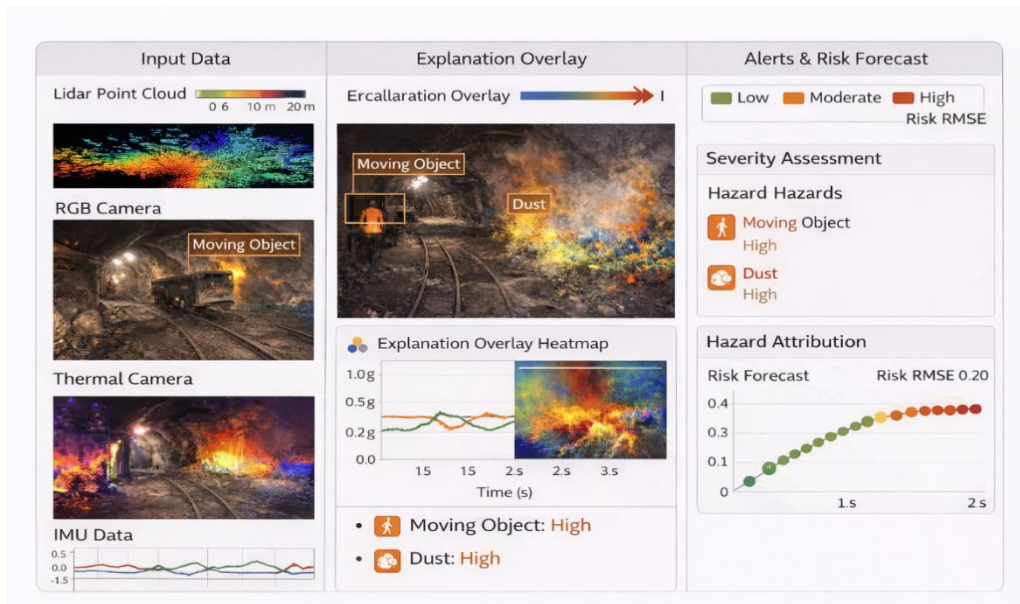 Input Data
Lidar Point Cloud
0 6 10 m 20 m
RGB Camera
Moving Object
Thermal Camera
IMU Data
0.5
0.0
-1.5
Explanation Overlay
Ercallaration Overlay
Moving Object
Dust
Explanation Overlay Heatmap
1.0g
0.5g
0.2g
0.0
15 15 2.s 2.s 3.s
Time (s)
• Moving Object: High
• Dust: High
Alerts & Risk Forecast
Low Moderate High
Risk RMSE
Severity Assessment
Hazard Hazards
Moving Object
High
Dust
High
Hazard Attribution
Risk Forecast Risk RMSE 0.20
0.4
0.3
0.1
0
1.s 2.s